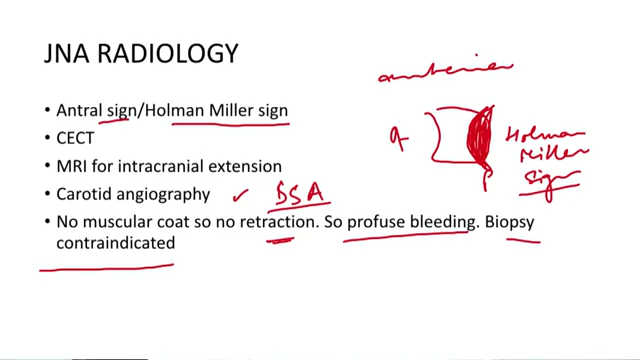 JNA RADIOLOGY
• Antral sign/Holman Miller sign
• CECT
• MRI for intracranial extension
• Carotid angiography ✓ DSA
• No muscular coat so no retraction. So profuse bleeding. Biopsy
contraindicated
a
P
Holman
Miller
Sign